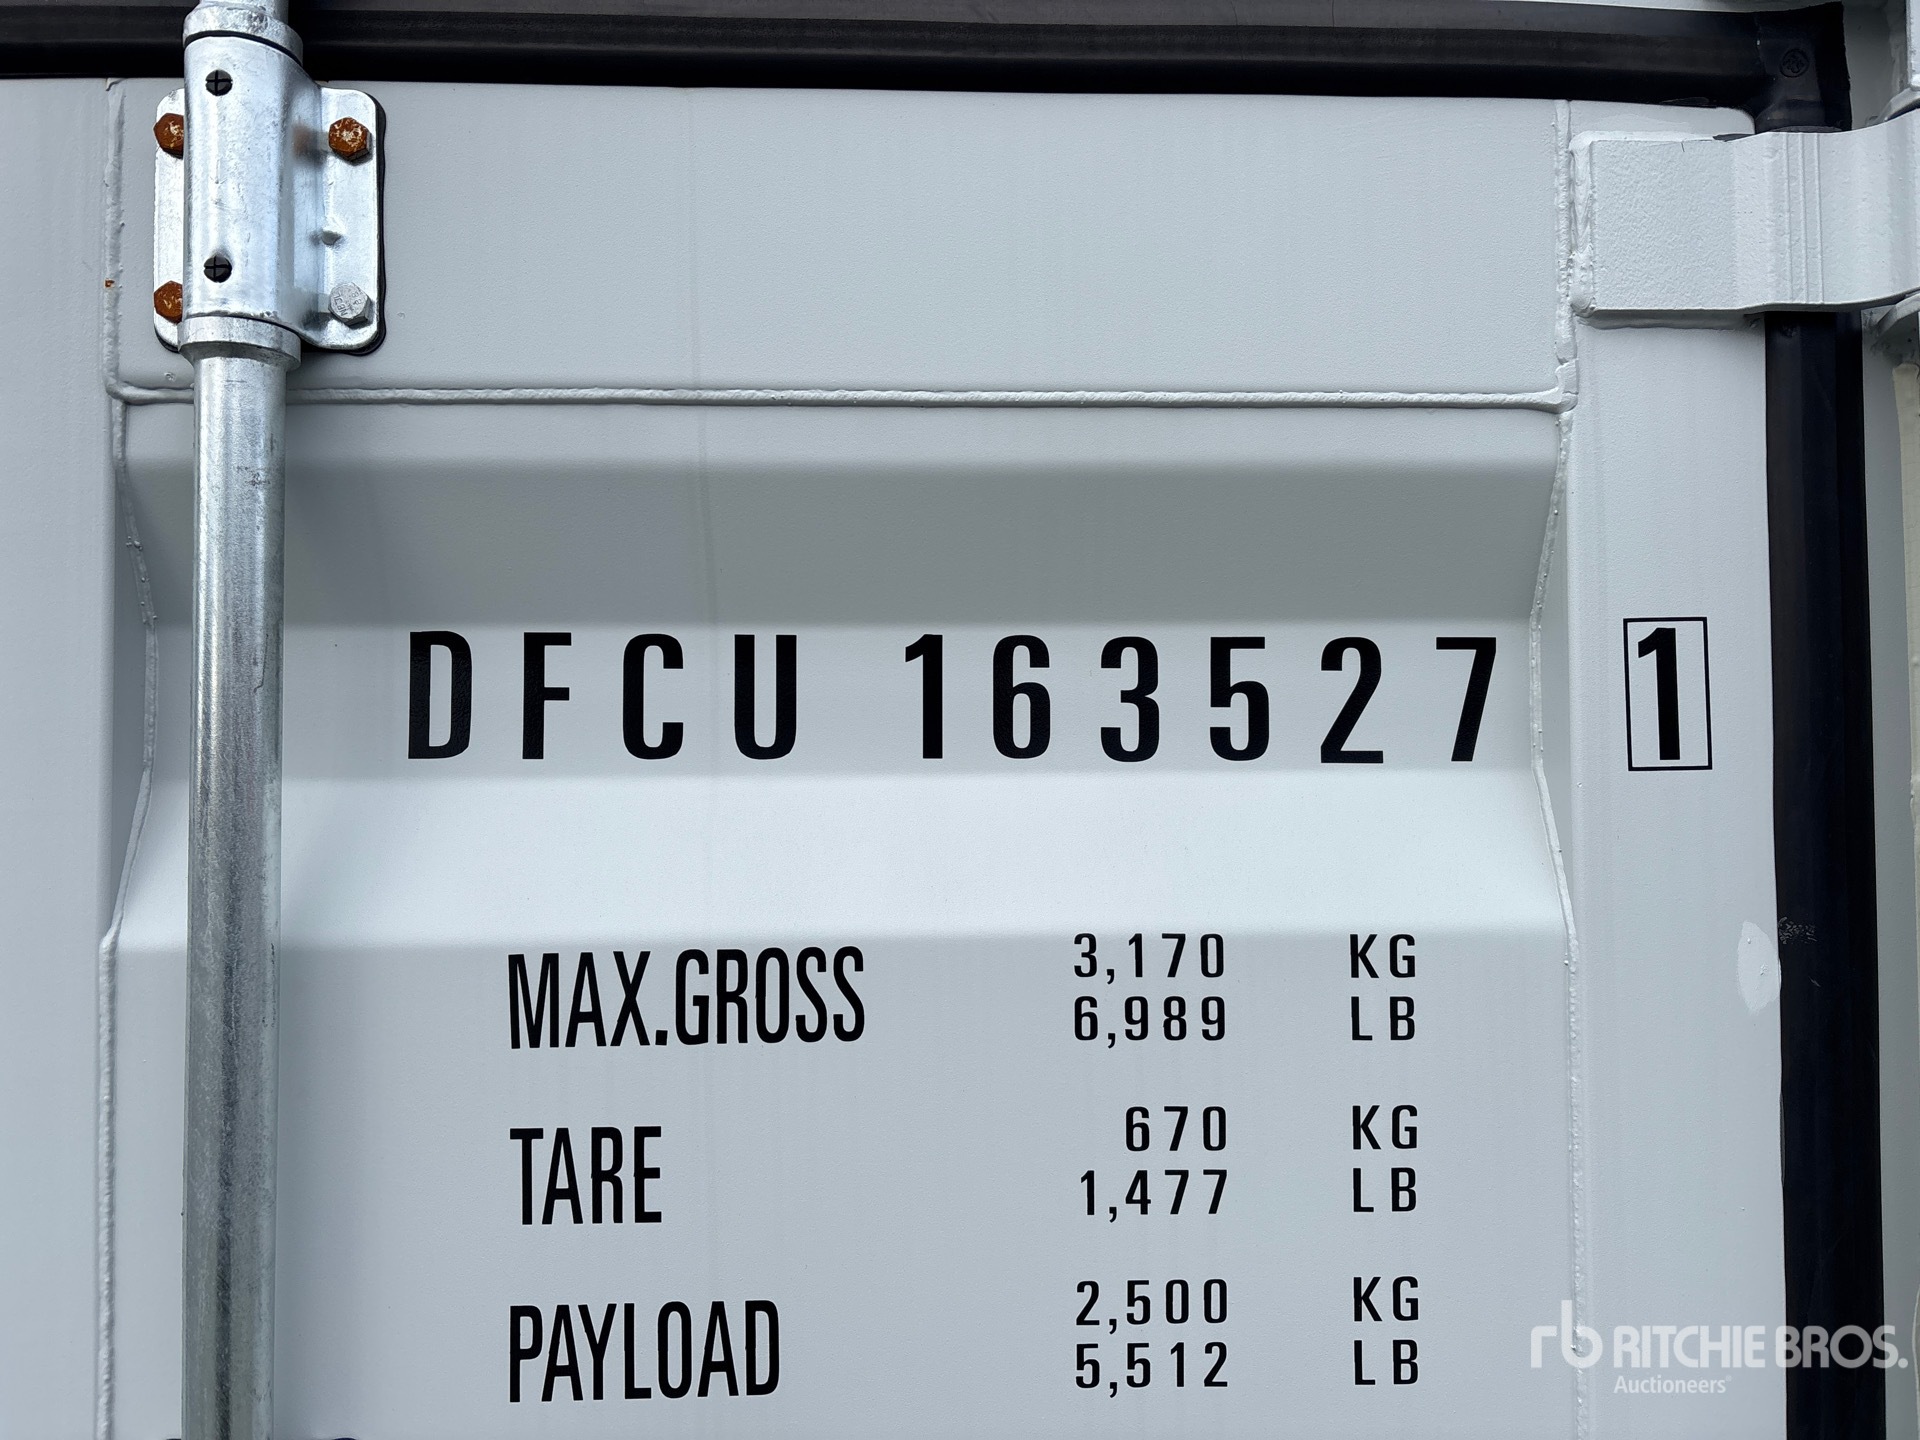 DFCU 163527 1
MAX.GROSS 3,170 KG
6,989 LB
TARE 670 KG
1,477 LB
PAYLOAD 2,500 KG
5,512 LB
rb RITCHIE BROS.
Auctioneers